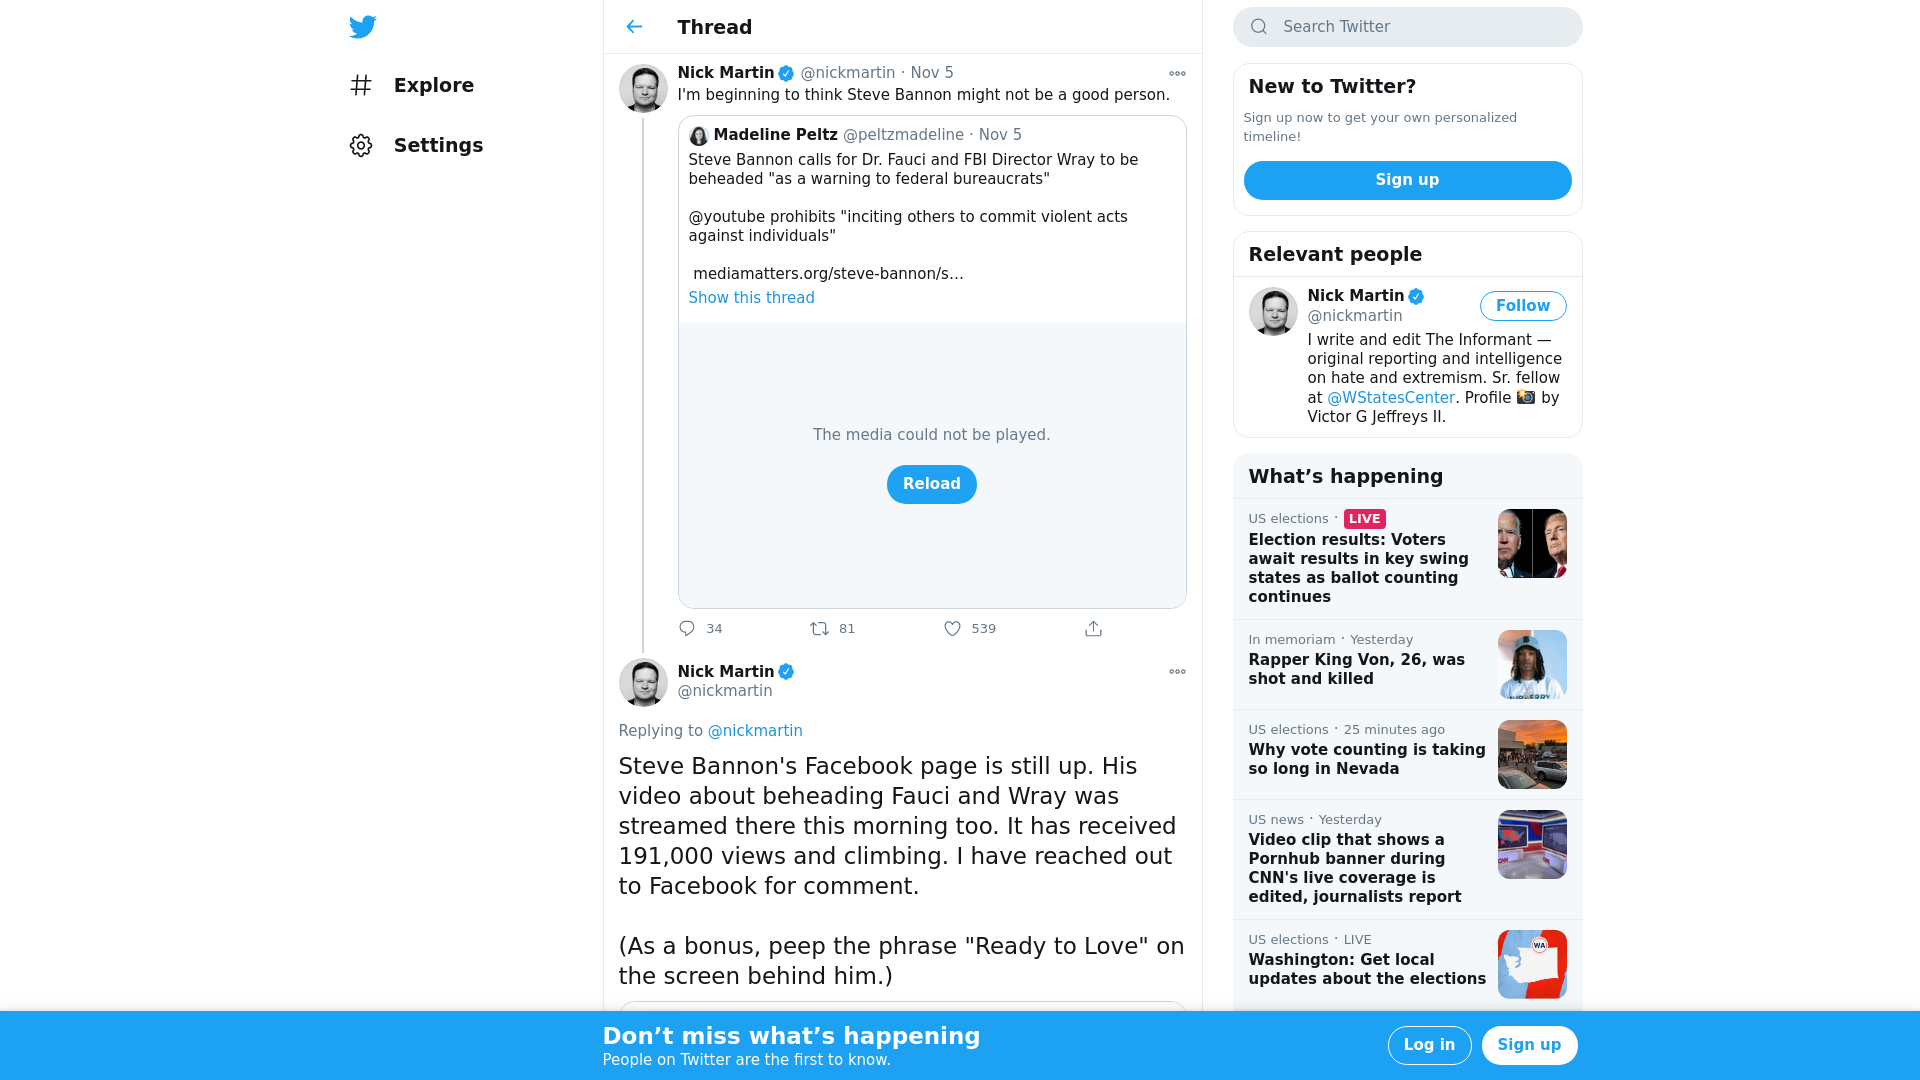 Explore
Settings
Thread
Nick Martin @nickmartin · Nov 5
I'm beginning to think Steve Bannon might not be a good person.
Madeline Peltz @peltzmadeline · Nov 5
Steve Bannon calls for Dr. Fauci and FBI Director Wray to be
beheaded "as a warning to federal bureaucrats"
@youtube prohibits "inciting others to commit violent acts
against individuals"
mediamatters.org/steve-bannon/s…
Show this thread
The media could not be played.
Reload
34 81 539
Nick Martin
@nickmartin
Replying to @nickmartin
Steve Bannon's Facebook page is still up. His
video about beheading Fauci and Wray was
streamed there this morning too. It has received
191,000 views and climbing. I have reached out
to Facebook for comment.
(As a bonus, peep the phrase "Ready to Love" on
the screen behind him.)
Search Twitter
New to Twitter?
Sign up now to get your own personalized
timeline!
Sign up
Relevant people
Nick Martin
@nickmartin
Follow
I write and edit The Informant —
original reporting and intelligence
on hate and extremism. Sr. fellow
at @WStatesCenter. Profile 📸 by
Victor G Jeffreys II.
What's happening
US elections · LIVE
Election results: Voters
await results in key swing
states as ballot counting
continues
In memoriam · Yesterday
Rapper King Von, 26, was
shot and killed
US elections · 25 minutes ago
Why vote counting is taking
so long in Nevada
US news · Yesterday
Video clip that shows a
Pornhub banner during
CNN's live coverage is
edited, journalists report
US elections · LIVE
Washington: Get local
updates about the elections
WA
Don't miss what's happening
People on Twitter are the first to know.
Log in
Sign up